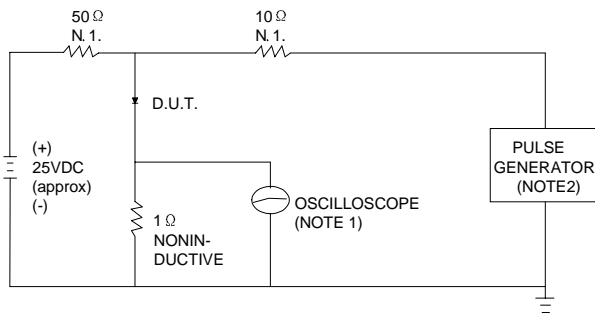 50 Ω
N. 1.
10 Ω
N. 1.
D.U.T.
(+)
25VDC
(approx)
(-)
1 Ω
NONIN-
DUCTIVE
OSCILLOSCOPE
(NOTE 1)
PULSE
GENERATOR
(NOTE2)